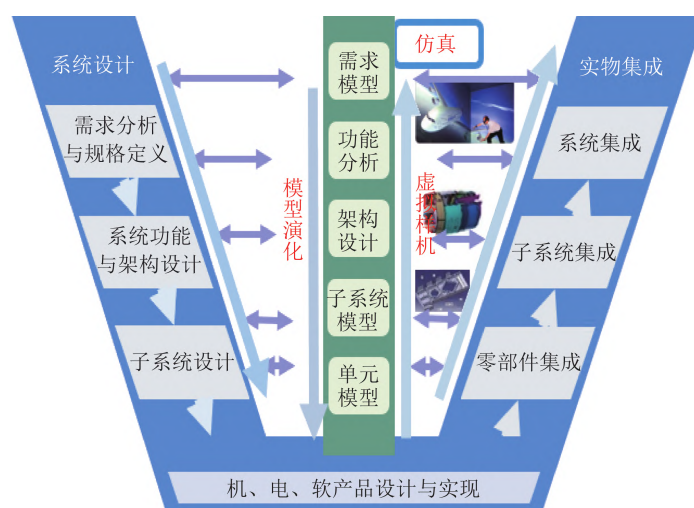 系统设计
需求分析
与规格定义
系统功能
与架构设计
子系统设计
模型演化
需求
模型
功能
分析
架构
设计
子系统
模型
单元
模型
仿真
虚拟样机
实物集成
系统集成
子系统集成
零部件集成
机、电、软产品设计与实现